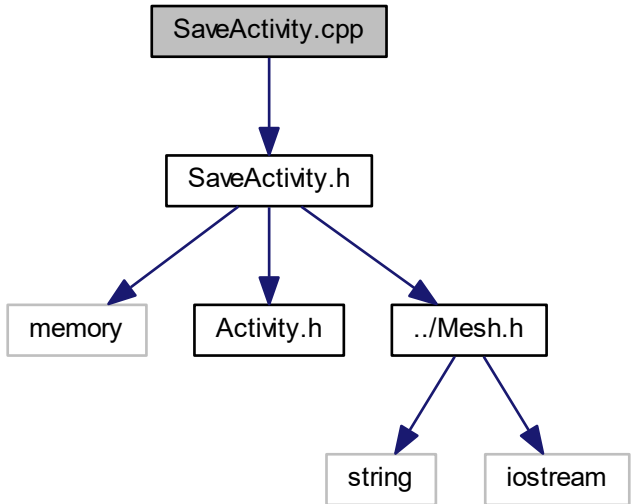 SaveActivity.cpp
SaveActivity.h
memory
Activity.h
../Mesh.h
string
iostream